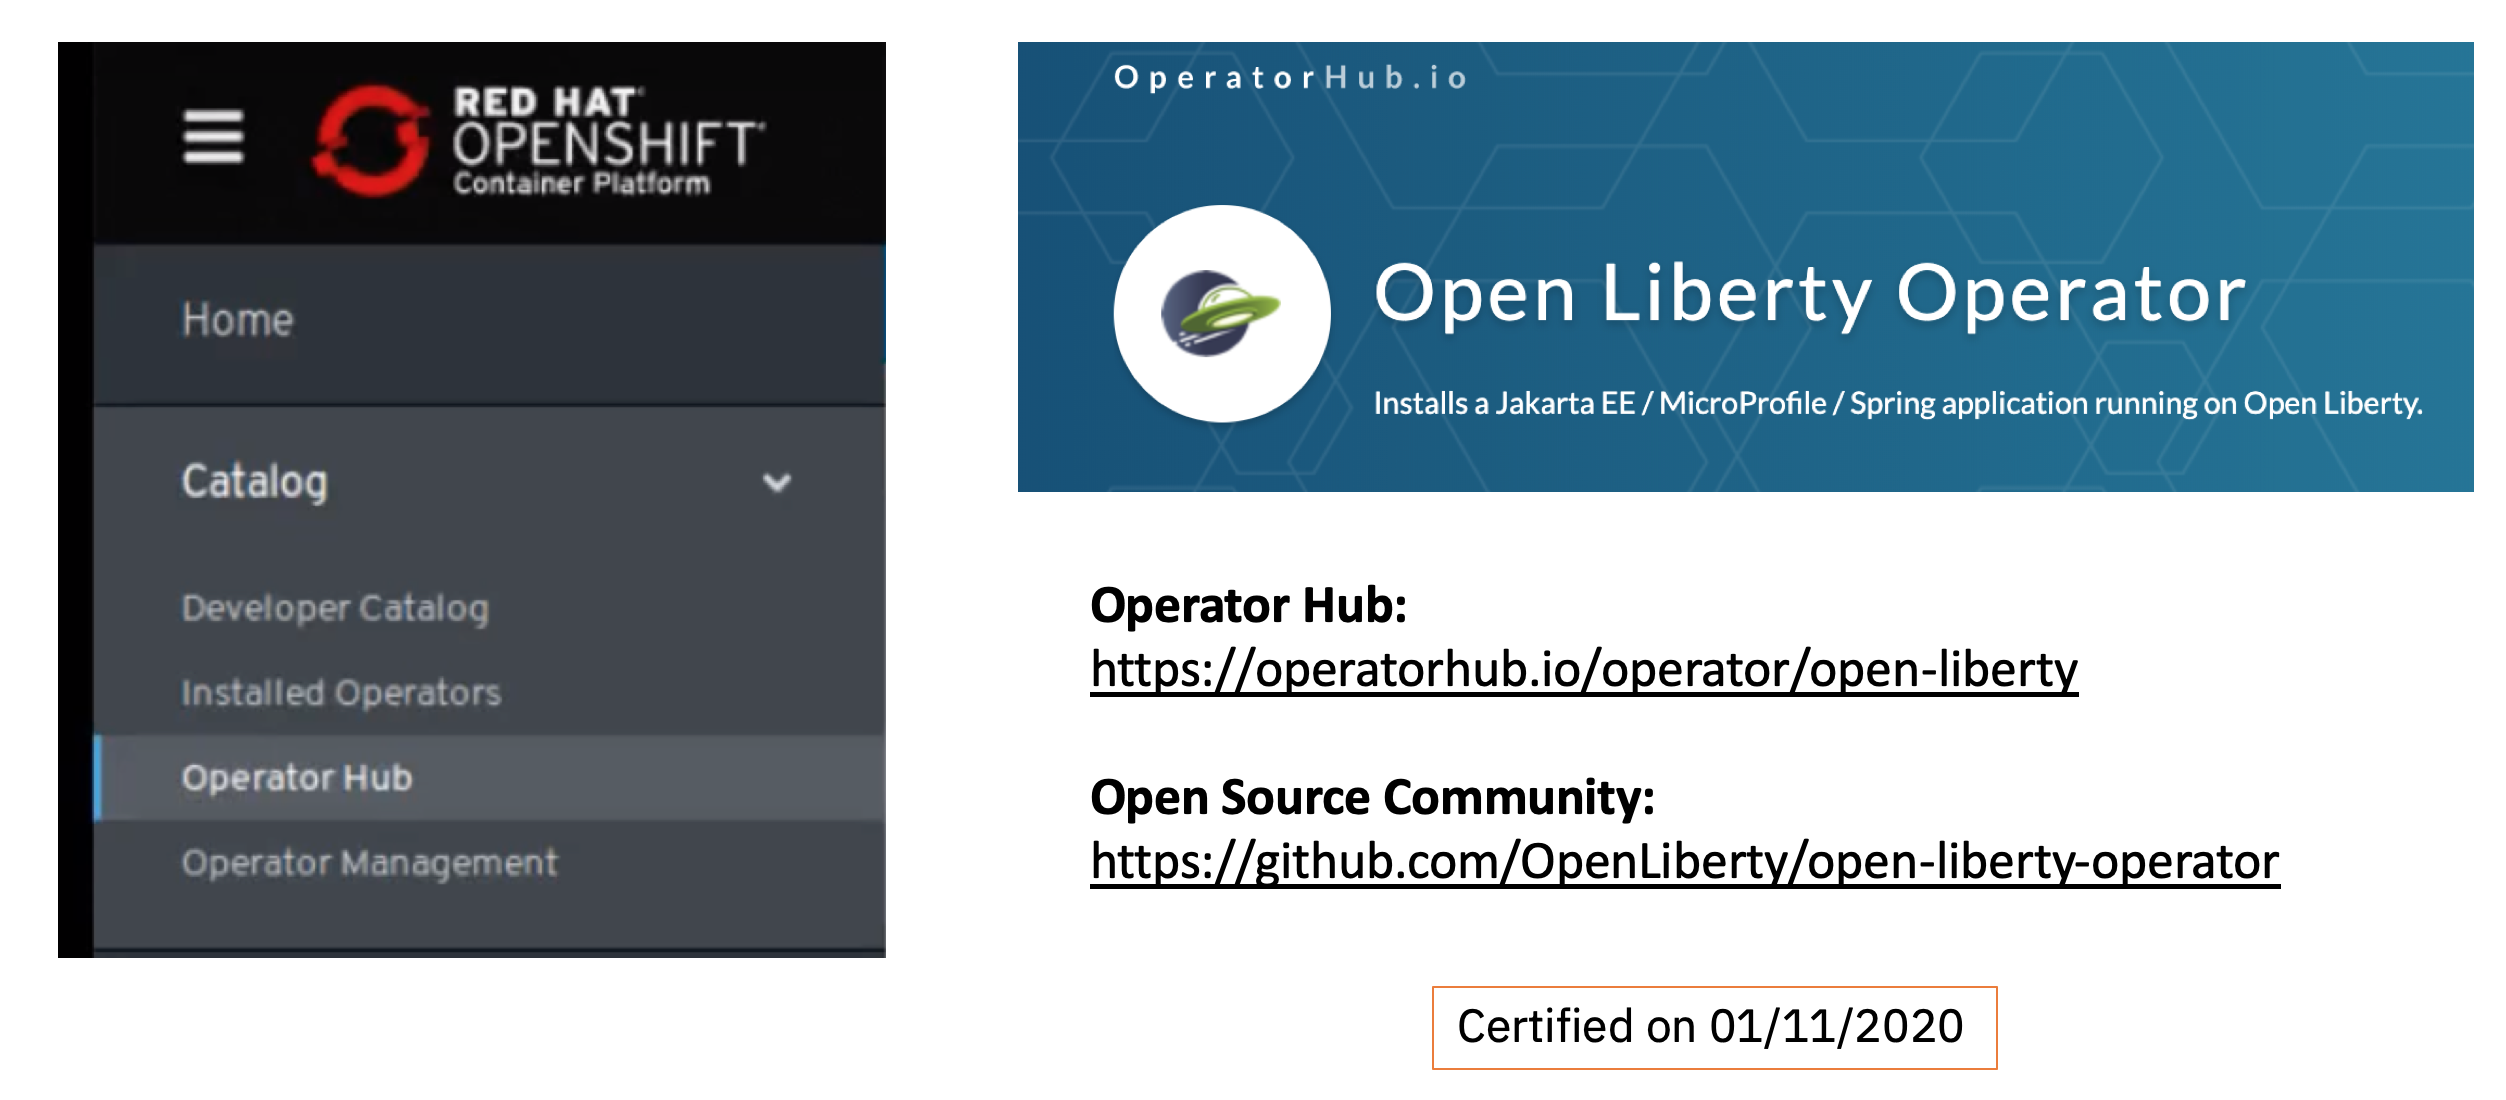 RED HAT
OPENSHIFT
Container Platform
Home
Catalog
Developer Catalog
Installed Operators
Operator Hub
Operator Management
OperatorHub.io
Open Liberty Operator
Installs a Jakarta EE / MicroProfile / Spring application running on Open Liberty.
Operator Hub:
https://operatorhub.io/operator/open-liberty
Open Source Community:
https://github.com/OpenLiberty/open-liberty-operator
Certified on 01/11/2020